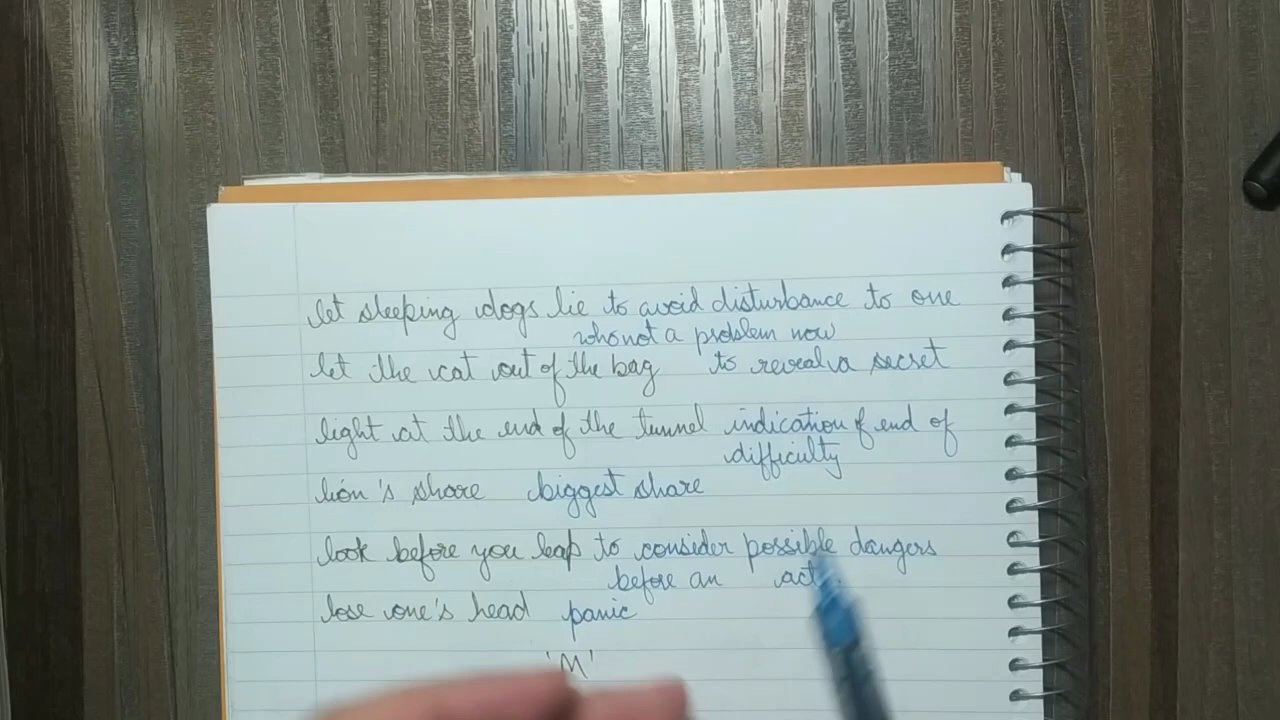 let sleeping dogs lie to avoid disturbance to one
who not a problem now
let the cat out of the bag to reveal a secret
light at the end of the tunnel indication of end of
difficulty
lion's share biggest share
look before you leap to consider possible dangers
before an act
lose one's head panic
'M'